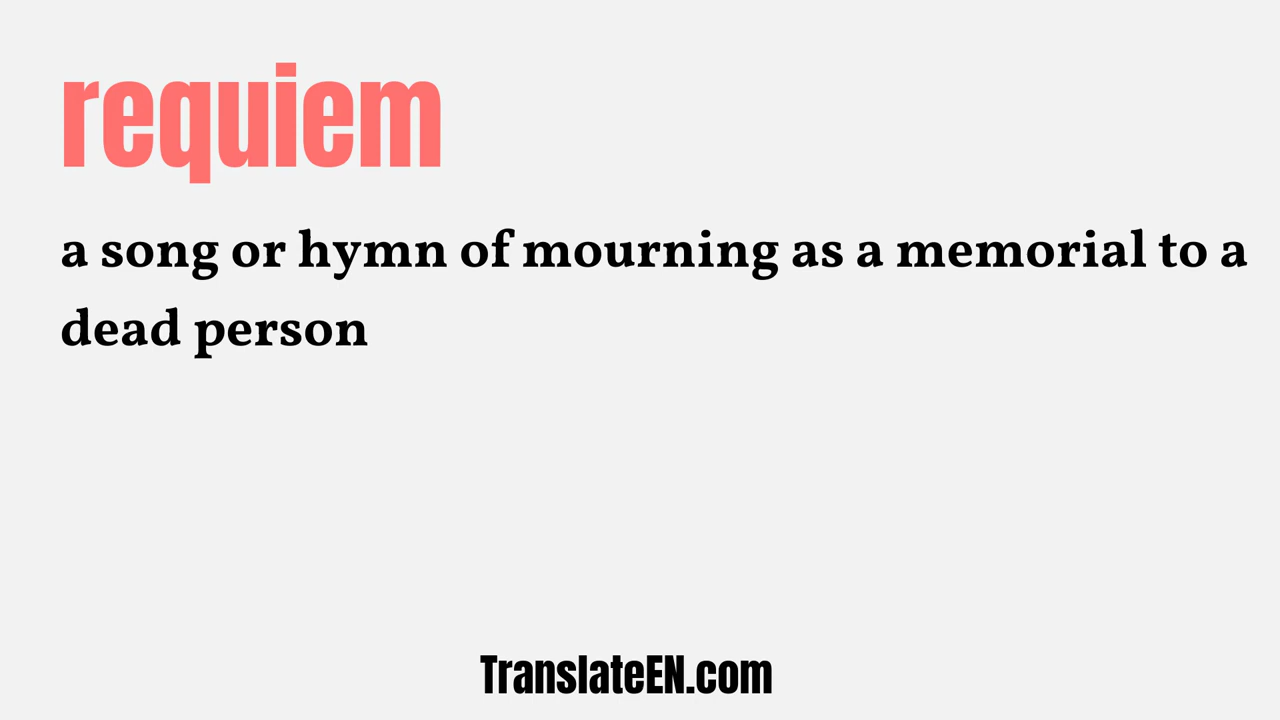 requiem
a song or hymn of mourning as a memorial to a
dead person
TranslateEN.com